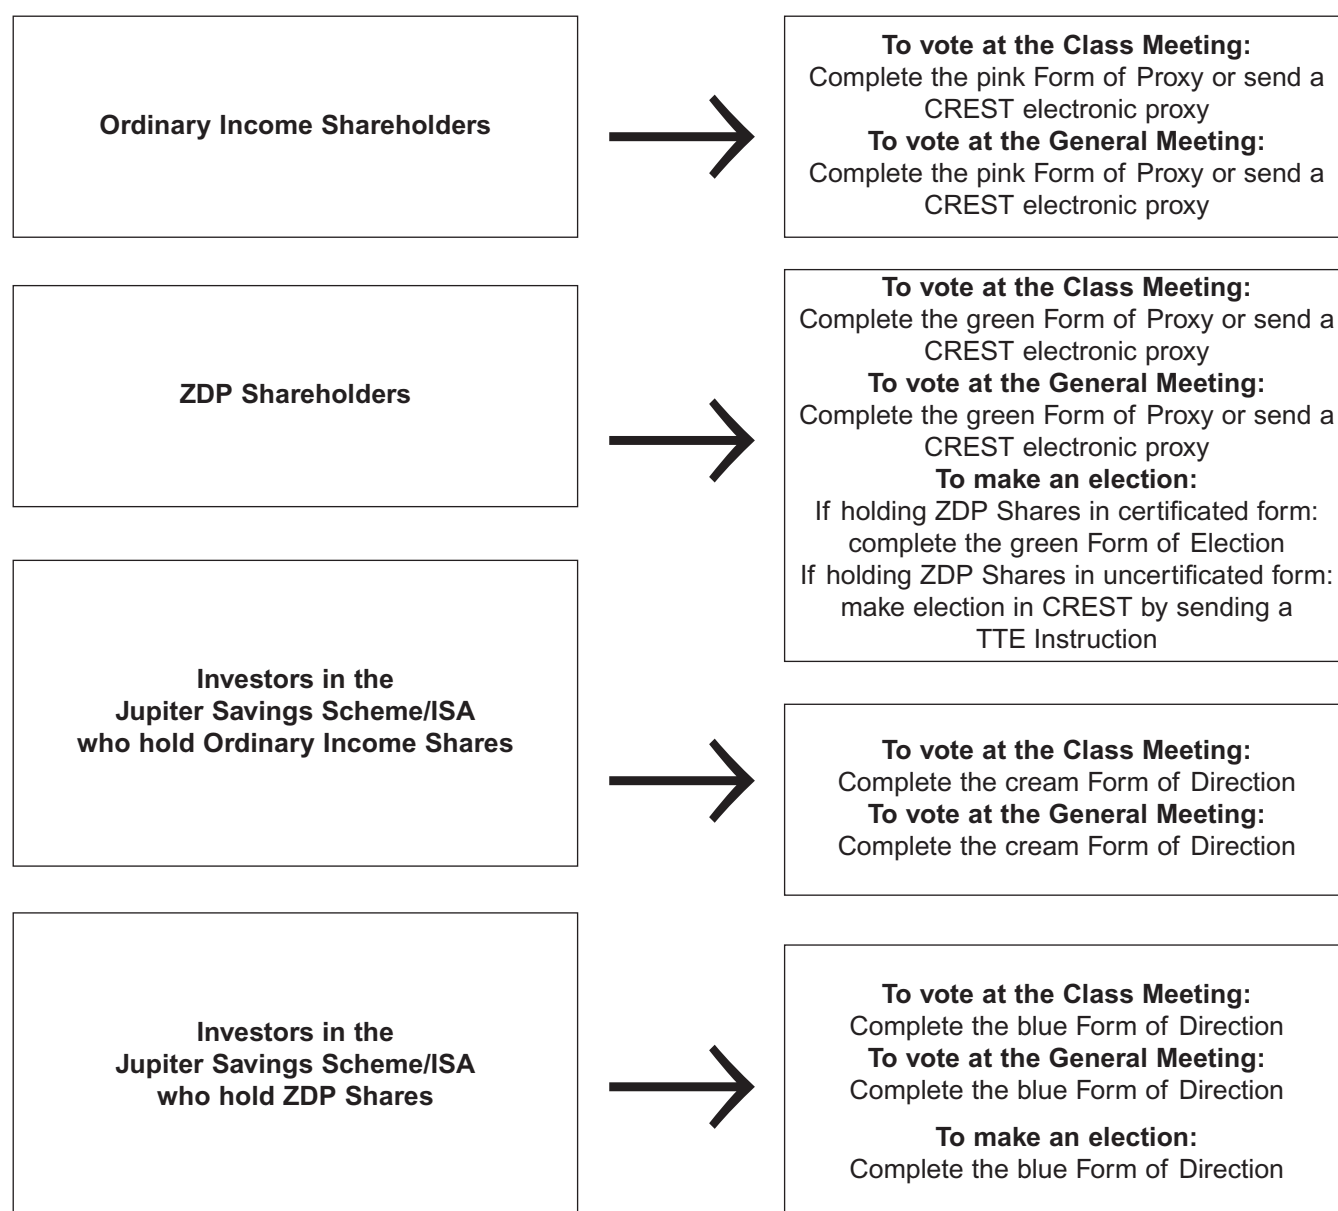 Ordinary Income Shareholders
To vote at the Class Meeting:
Complete the pink Form of Proxy or send a
CREST electronic proxy
To vote at the General Meeting:
Complete the pink Form of Proxy or send a
CREST electronic proxy
ZDP Shareholders
To vote at the Class Meeting:
Complete the green Form of Proxy or send a
CREST electronic proxy
To vote at the General Meeting:
Complete the green Form of Proxy or send a
CREST electronic proxy
To make an election:
If holding ZDP Shares in certificated form:
complete the green Form of Election
If holding ZDP Shares in uncertificated form:
make election in CREST by sending a
TTE Instruction
Investors in the
Jupiter Savings Scheme/ISA
who hold Ordinary Income Shares
To vote at the Class Meeting:
Complete the cream Form of Direction
To vote at the General Meeting:
Complete the cream Form of Direction
Investors in the
Jupiter Savings Scheme/ISA
who hold ZDP Shares
To vote at the Class Meeting:
Complete the blue Form of Direction
To vote at the General Meeting:
Complete the blue Form of Direction
To make an election:
Complete the blue Form of Direction